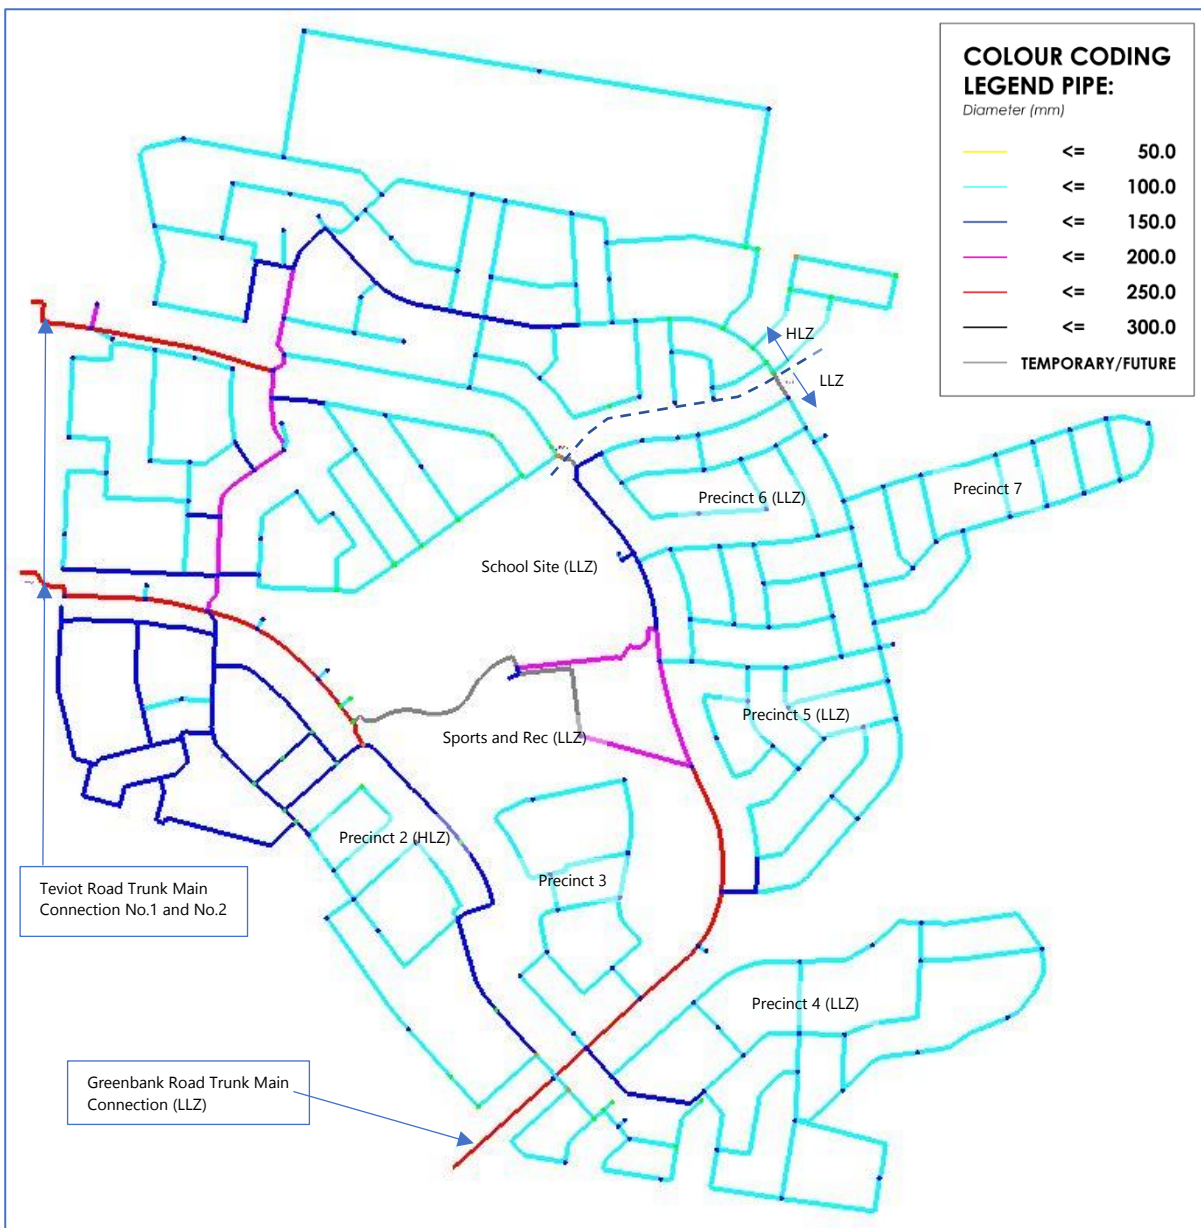 COLOUR CODING
LEGEND PIPE:
Diameter (mm)
<= 50.0
<= 100.0
<= 150.0
<= 200.0
<= 250.0
<= 300.0
TEMPORARY/FUTURE
HLZ
LLZ
Precinct 7
Precinct 6 (LLZ)
School Site (LLZ)
Precinct 5 (LLZ)
Sports and Rec (LLZ)
Precinct 2 (HLZ)
Precinct 3
Teviot Road Trunk Main
Connection No.1 and No.2
Precinct 4 (LLZ)
Greenbank Road Trunk Main
Connection (LLZ)